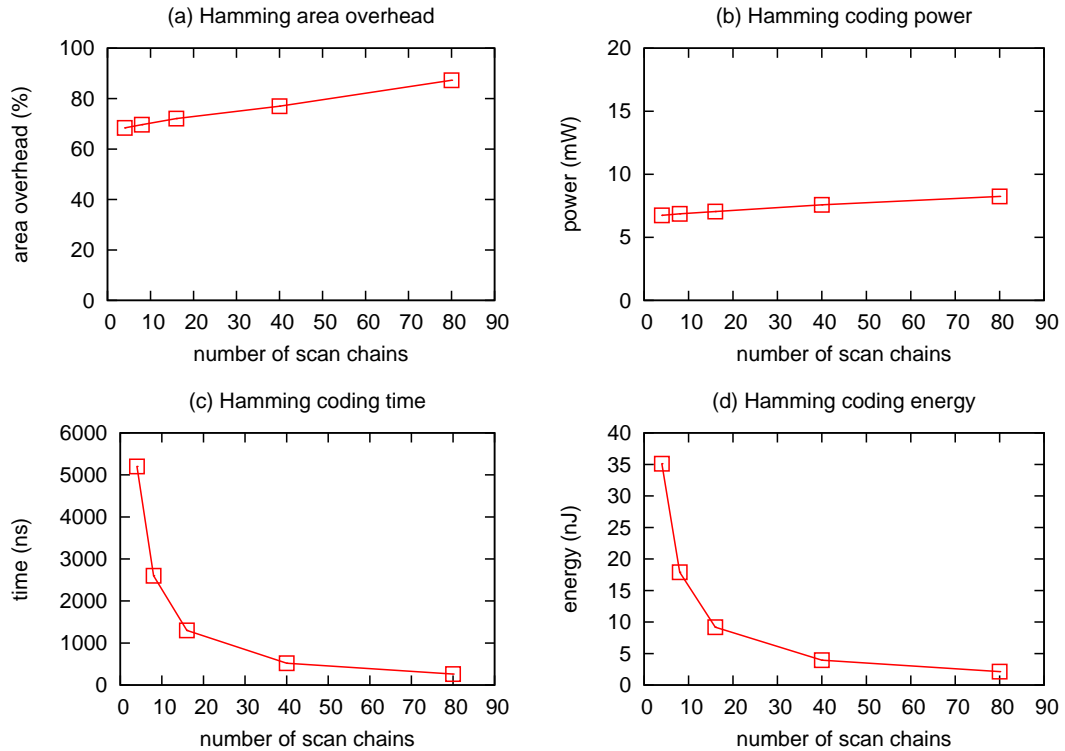 (a) Hamming area overhead
area overhead (%)
100
80
60
40
20
0
0 10 20 30 40 50 60 70 80 90
number of scan chains
(b) Hamming coding power
power (mW)
20
15
10
5
0
0 10 20 30 40 50 60 70 80 90
number of scan chains
(c) Hamming coding time
time (ns)
6000
5000
4000
3000
2000
1000
0
0 10 20 30 40 50 60 70 80 90
number of scan chains
(d) Hamming coding energy
energy (nJ)
40
35
30
25
20
15
10
5
0
0 10 20 30 40 50 60 70 80 90
number of scan chains